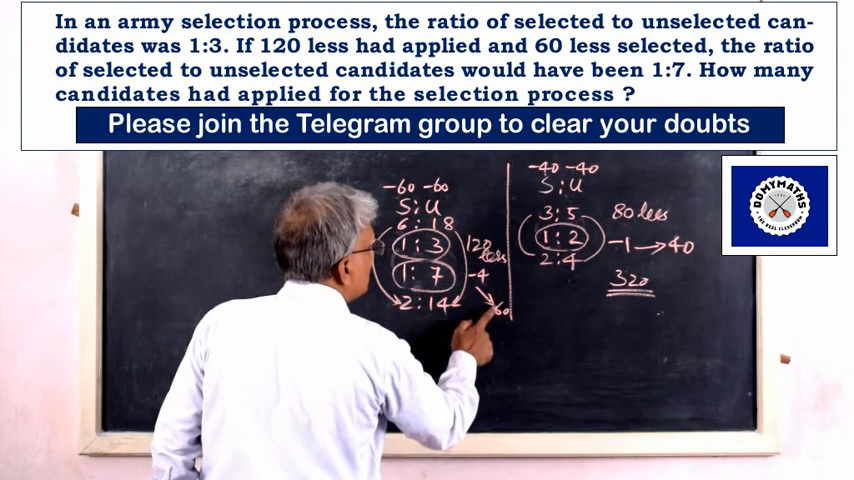 In an army selection process, the ratio of selected to unselected can-
didates was 1:3. If 120 less had applied and 60 less selected, the ratio
of selected to unselected candidates would have been 1:7. How many
candidates had applied for the selection process ?
Please join the Telegram group to clear your doubts
DOMYMATHS
THE REAL CLASSROOM
-60 -60
S:U
6:18
1:3
1:7
2:14
120
less
-4
60
-40 -40
S:U
3:5
1:2
2:4
80 less
-1→40
320